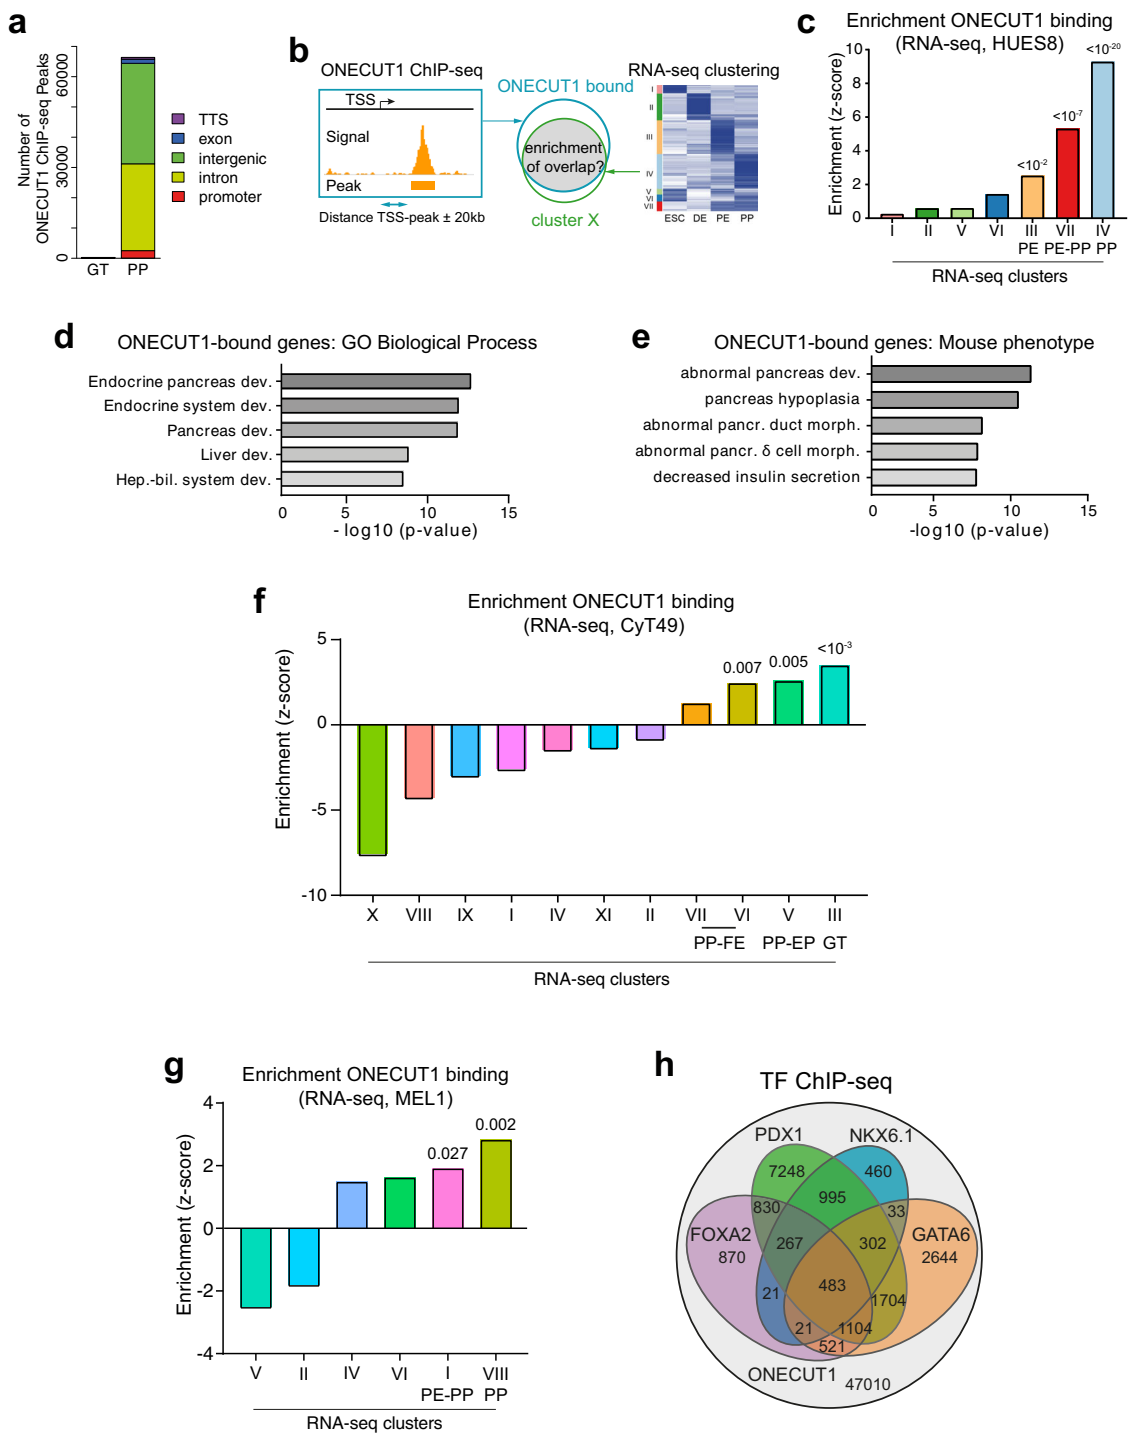 a
Number of
ONECUT1 ChIP-seq Peaks
60000
30000
0
GT PP
TTS
exon
intergenic
intron
promoter
b
ONECUT1 ChIP-seq
TSS
Signal
Peak
Distance TSS-peak ± 20kb
ONECUT1 bound
enrichment
of overlap?
cluster X
RNA-seq clustering
I
II
III
IV
V
VI
VII
ESC DE PE PP
c
Enrichment ONECUT1 binding
(RNA-seq, HUES8)
Enrichment (z-score)
10
8
6
4
2
0
<10-2
<10-7
<10-20
I II V VI III VII IV
PE PE-PP PP
RNA-seq clusters
d
ONECUT1-bound genes: GO Biological Process
Endocrine pancreas dev.
Endocrine system dev.
Pancreas dev.
Liver dev.
Hep.-bil. system dev.
0 5 10 15
- log10 (p-value)
e
ONECUT1-bound genes: Mouse phenotype
abnormal pancreas dev.
pancreas hypoplasia
abnormal pancr. duct morph.
abnormal pancr. δ cell morph.
decreased insulin secretion
0 5 10 15
-log10 (p-value)
f
Enrichment ONECUT1 binding
(RNA-seq, CyT49)
Enrichment (z-score)
5
0
-5
-10
0.007 0.005 <10-3
X VIII IX I IV XI II VII VI V III
PP-FE PP-EP GT
RNA-seq clusters
g
Enrichment ONECUT1 binding
(RNA-seq, MEL1)
Enrichment (z-score)
4
2
0
-2
-4
0.027
0.002
V II IV VI I VIII
PE-PP PP
RNA-seq clusters
h
TF ChIP-seq
PDX1 NKX6.1
7248 460
995
830 33
FOXA2 GATA6
267 302
870 2644
483
21 1704
21 1104
521
ONECUT1 47010